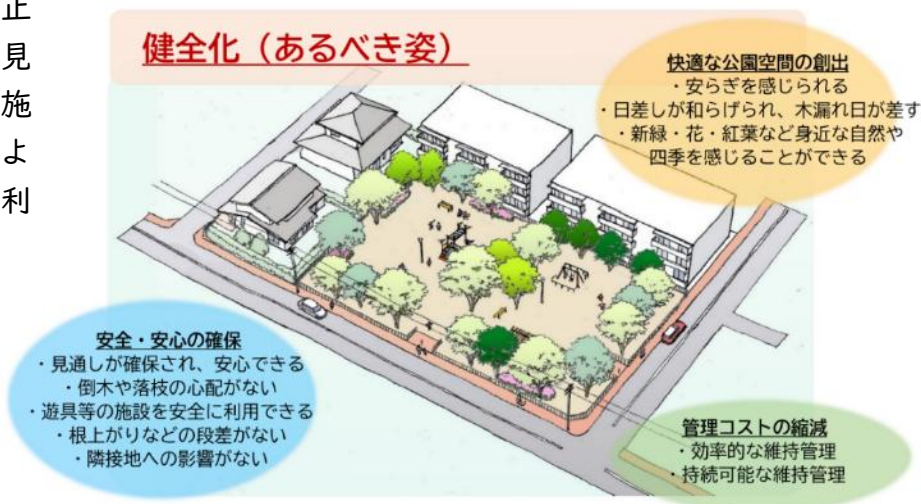 正
見
施
よ
利
健全化（あるべき姿）
快適な公園空間の創出
・安らぎを感じられる
・日差しが和らげられ、木漏れ日が差す
・新緑・花・紅葉など身近な自然や
四季を感じることができる
安全・安心の確保
・見通しが確保され、安心できる
・倒木や落枝の心配がない
・遊具等の施設を安全に利用できる
・根上がりなどの段差がない
・隣接地への影響がない
管理コストの縮減
・効率的な維持管理
・持続可能な維持管理